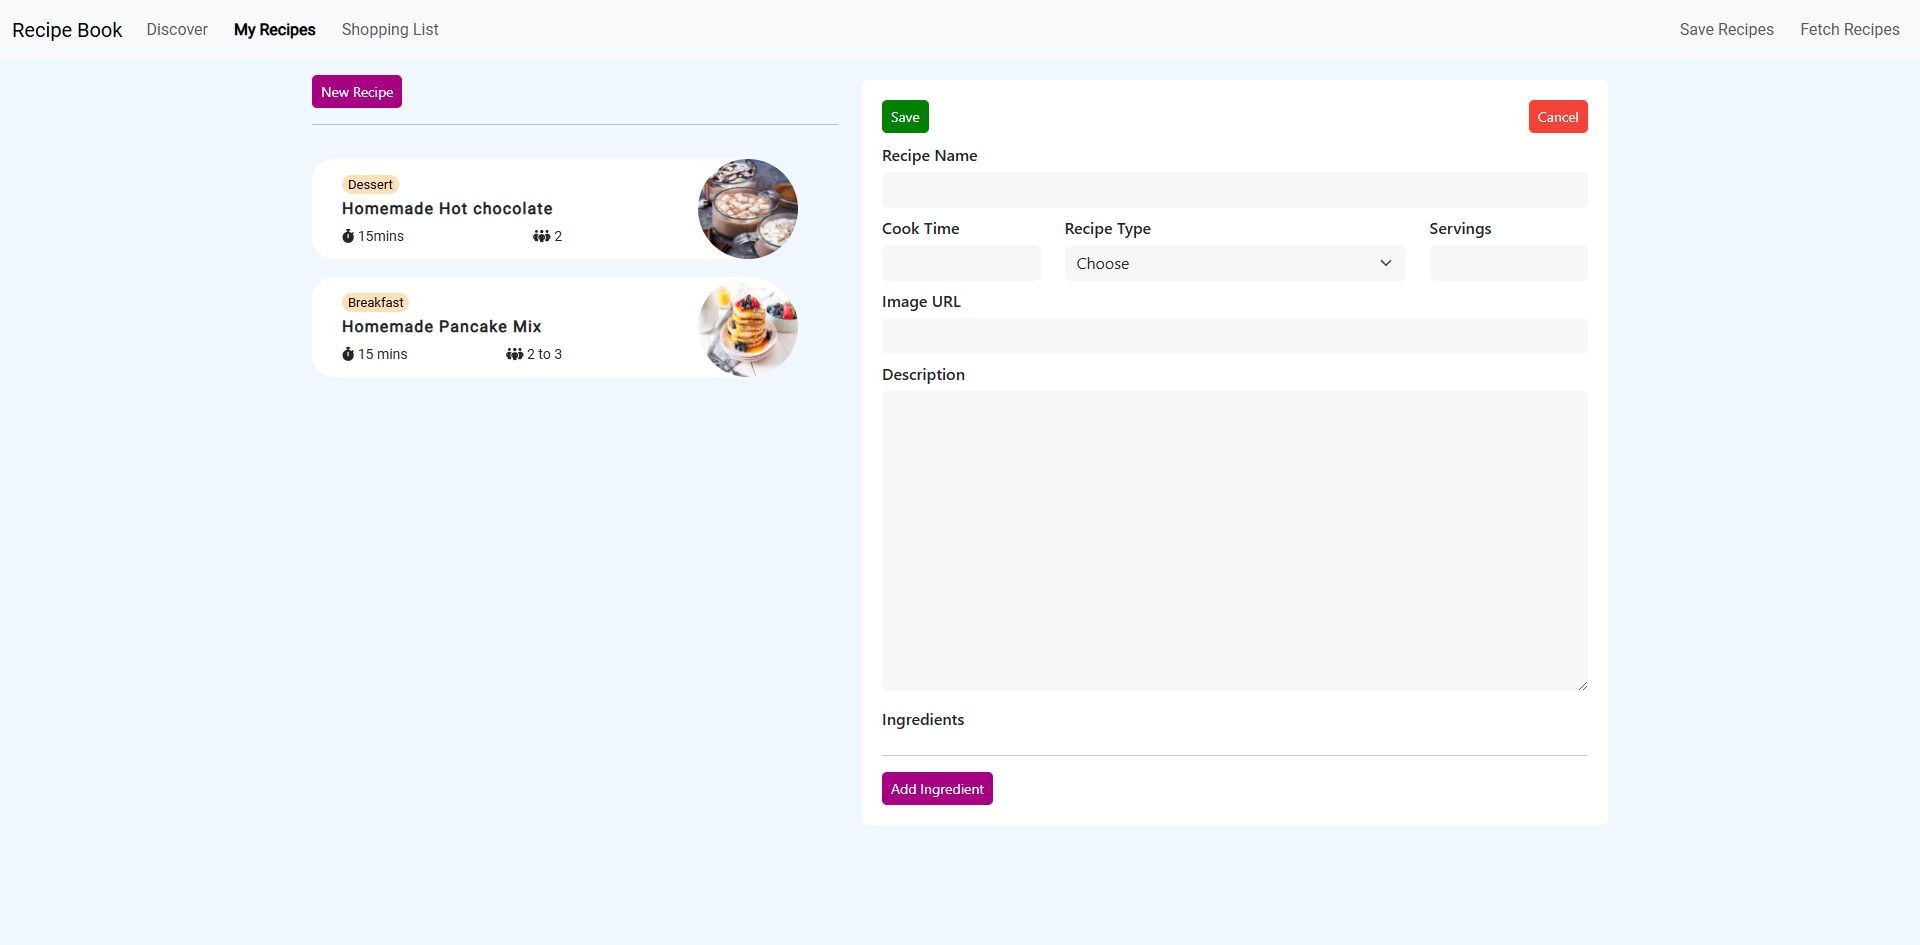 Recipe Book Discover My Recipes Shopping List Save Recipes Fetch Recipes
New Recipe
Dessert
Homemade Hot chocolate
15mins 2
Breakfast
Homemade Pancake Mix
15 mins 2 to 3
Save Cancel
Recipe Name
Cook Time Recipe Type Servings
Choose
Image URL
Description
Ingredients
Add Ingredient